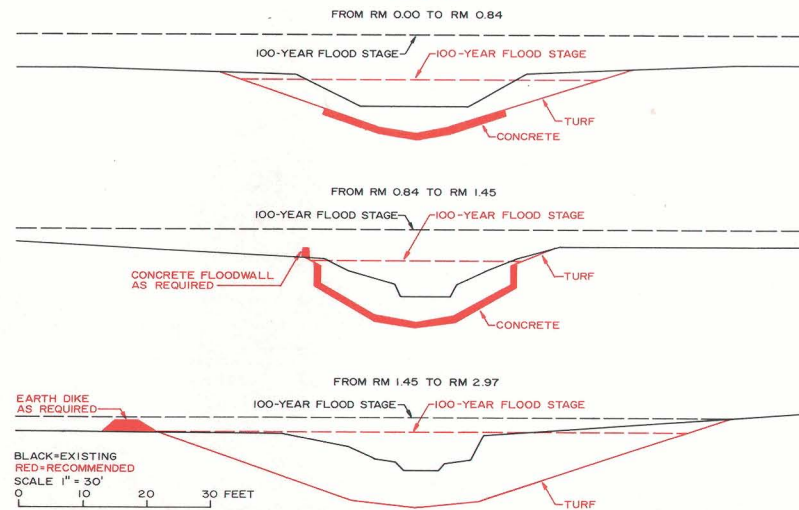 FROM RM 0.00 TO RM 0.84
100-YEAR FLOOD STAGE
100-YEAR FLOOD STAGE
TURF
CONCRETE
FROM RM 0.84 TO RM 1.45
100-YEAR FLOOD STAGE
100-YEAR FLOOD STAGE
CONCRETE FLOODWALL
AS REQUIRED
TURF
CONCRETE
FROM RM 1.45 TO RM 2.97
EARTH DIKE
AS REQUIRED
100-YEAR FLOOD STAGE
100-YEAR FLOOD STAGE
BLACK=EXISTING
RED=RECOMMENDED
SCALE 1" = 30'
0 10 20 30 FEET
TURF